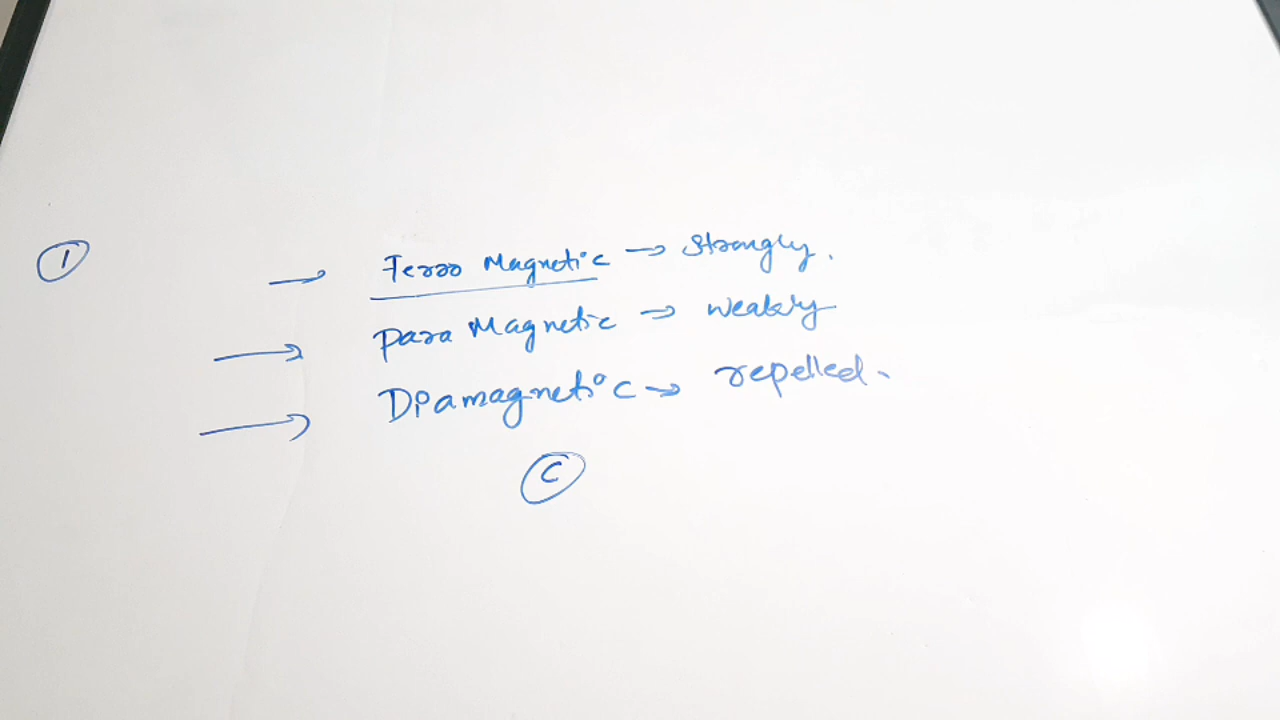 ①
→ Ferro Magnetic → Strongly.
→ Para Magnetic → weakly
→ Diamagnetic → repelled.
Ⓒ